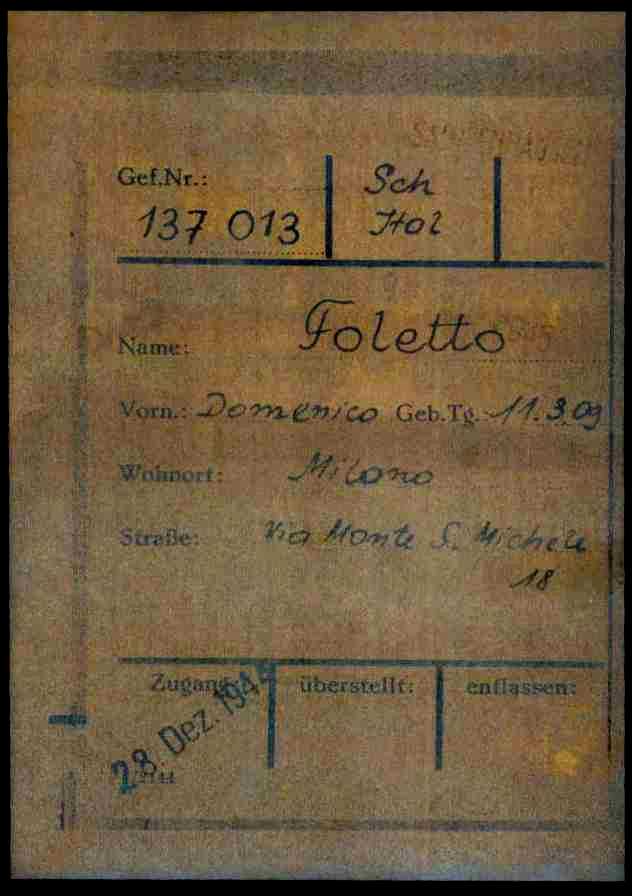 Gef.Nr.: Sch
137 013 Ital
Name: Foletto
Vorn.: Domenico Geb.Tg. 11.3.09
Wohnort: Milano
Straße: Via Monte S. Michele
18
Zugang: überstellt: entlassen:
28. Dez. 1944